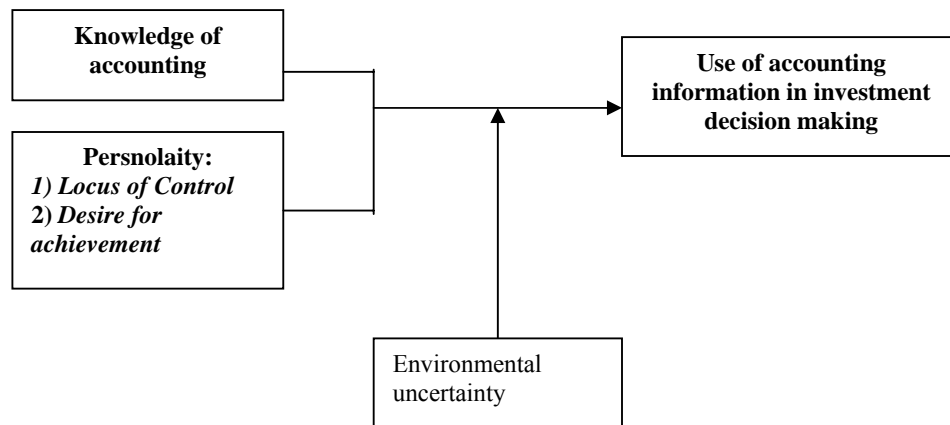 Knowledge of
accounting
Use of accounting
information in investment
decision making
Persnolaity:
1) Locus of Control
2) Desire for
achievement
Environmental
uncertainty